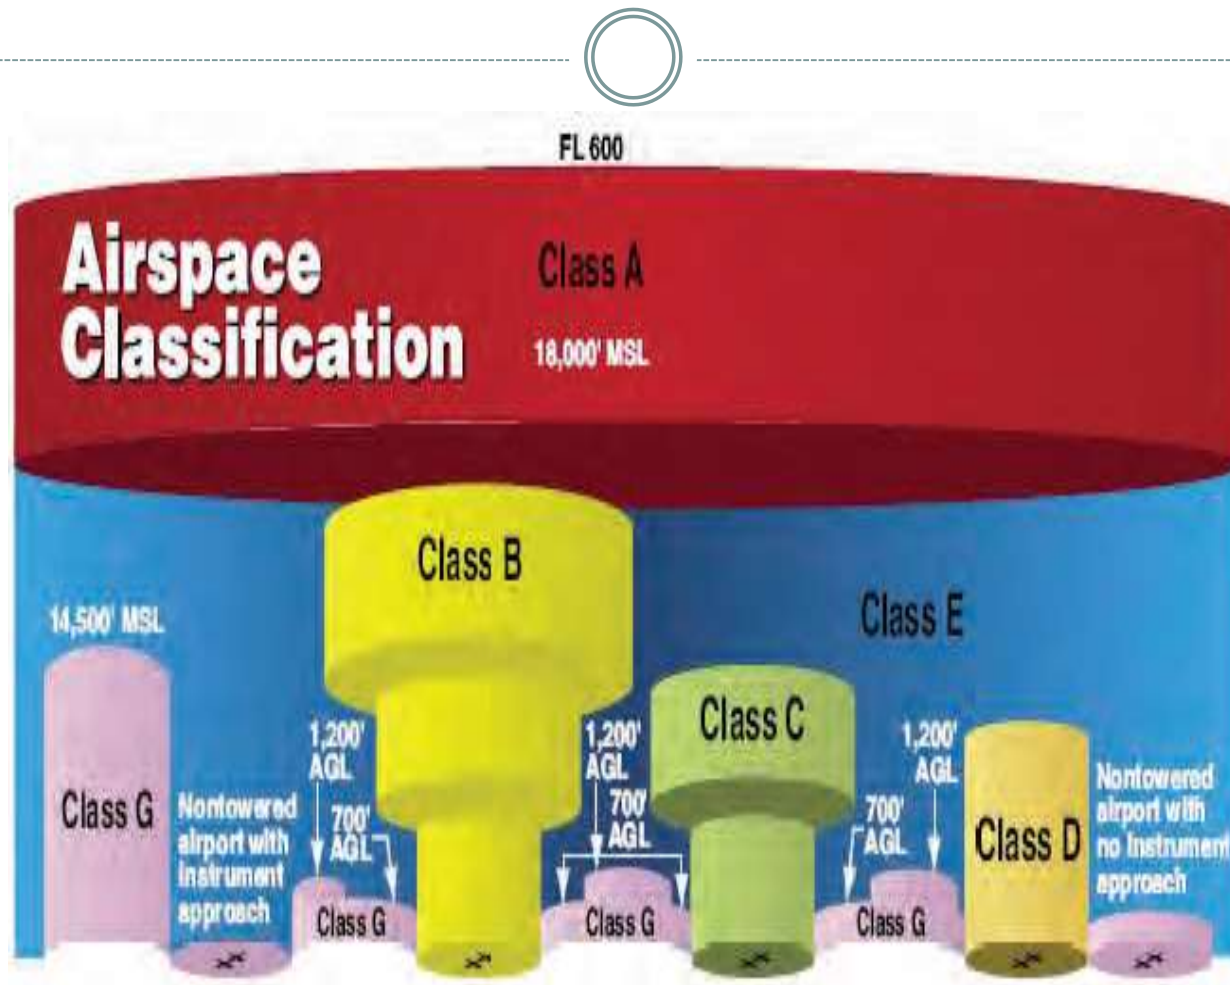 FL 600
Airspace
Classification
Class A
18,000' MSL
Class B
14,500' MSL
Class E
Class C
1,200'
AGL
1,200'
AGL
1,200'
AGL
Class G
Nontowered
airport with
Instrument
approach
700'
AGL
700'
AGL
700'
AGL
Class D
Nontowered
airport with
no Instrument
approach
Class G
Class G
Class G